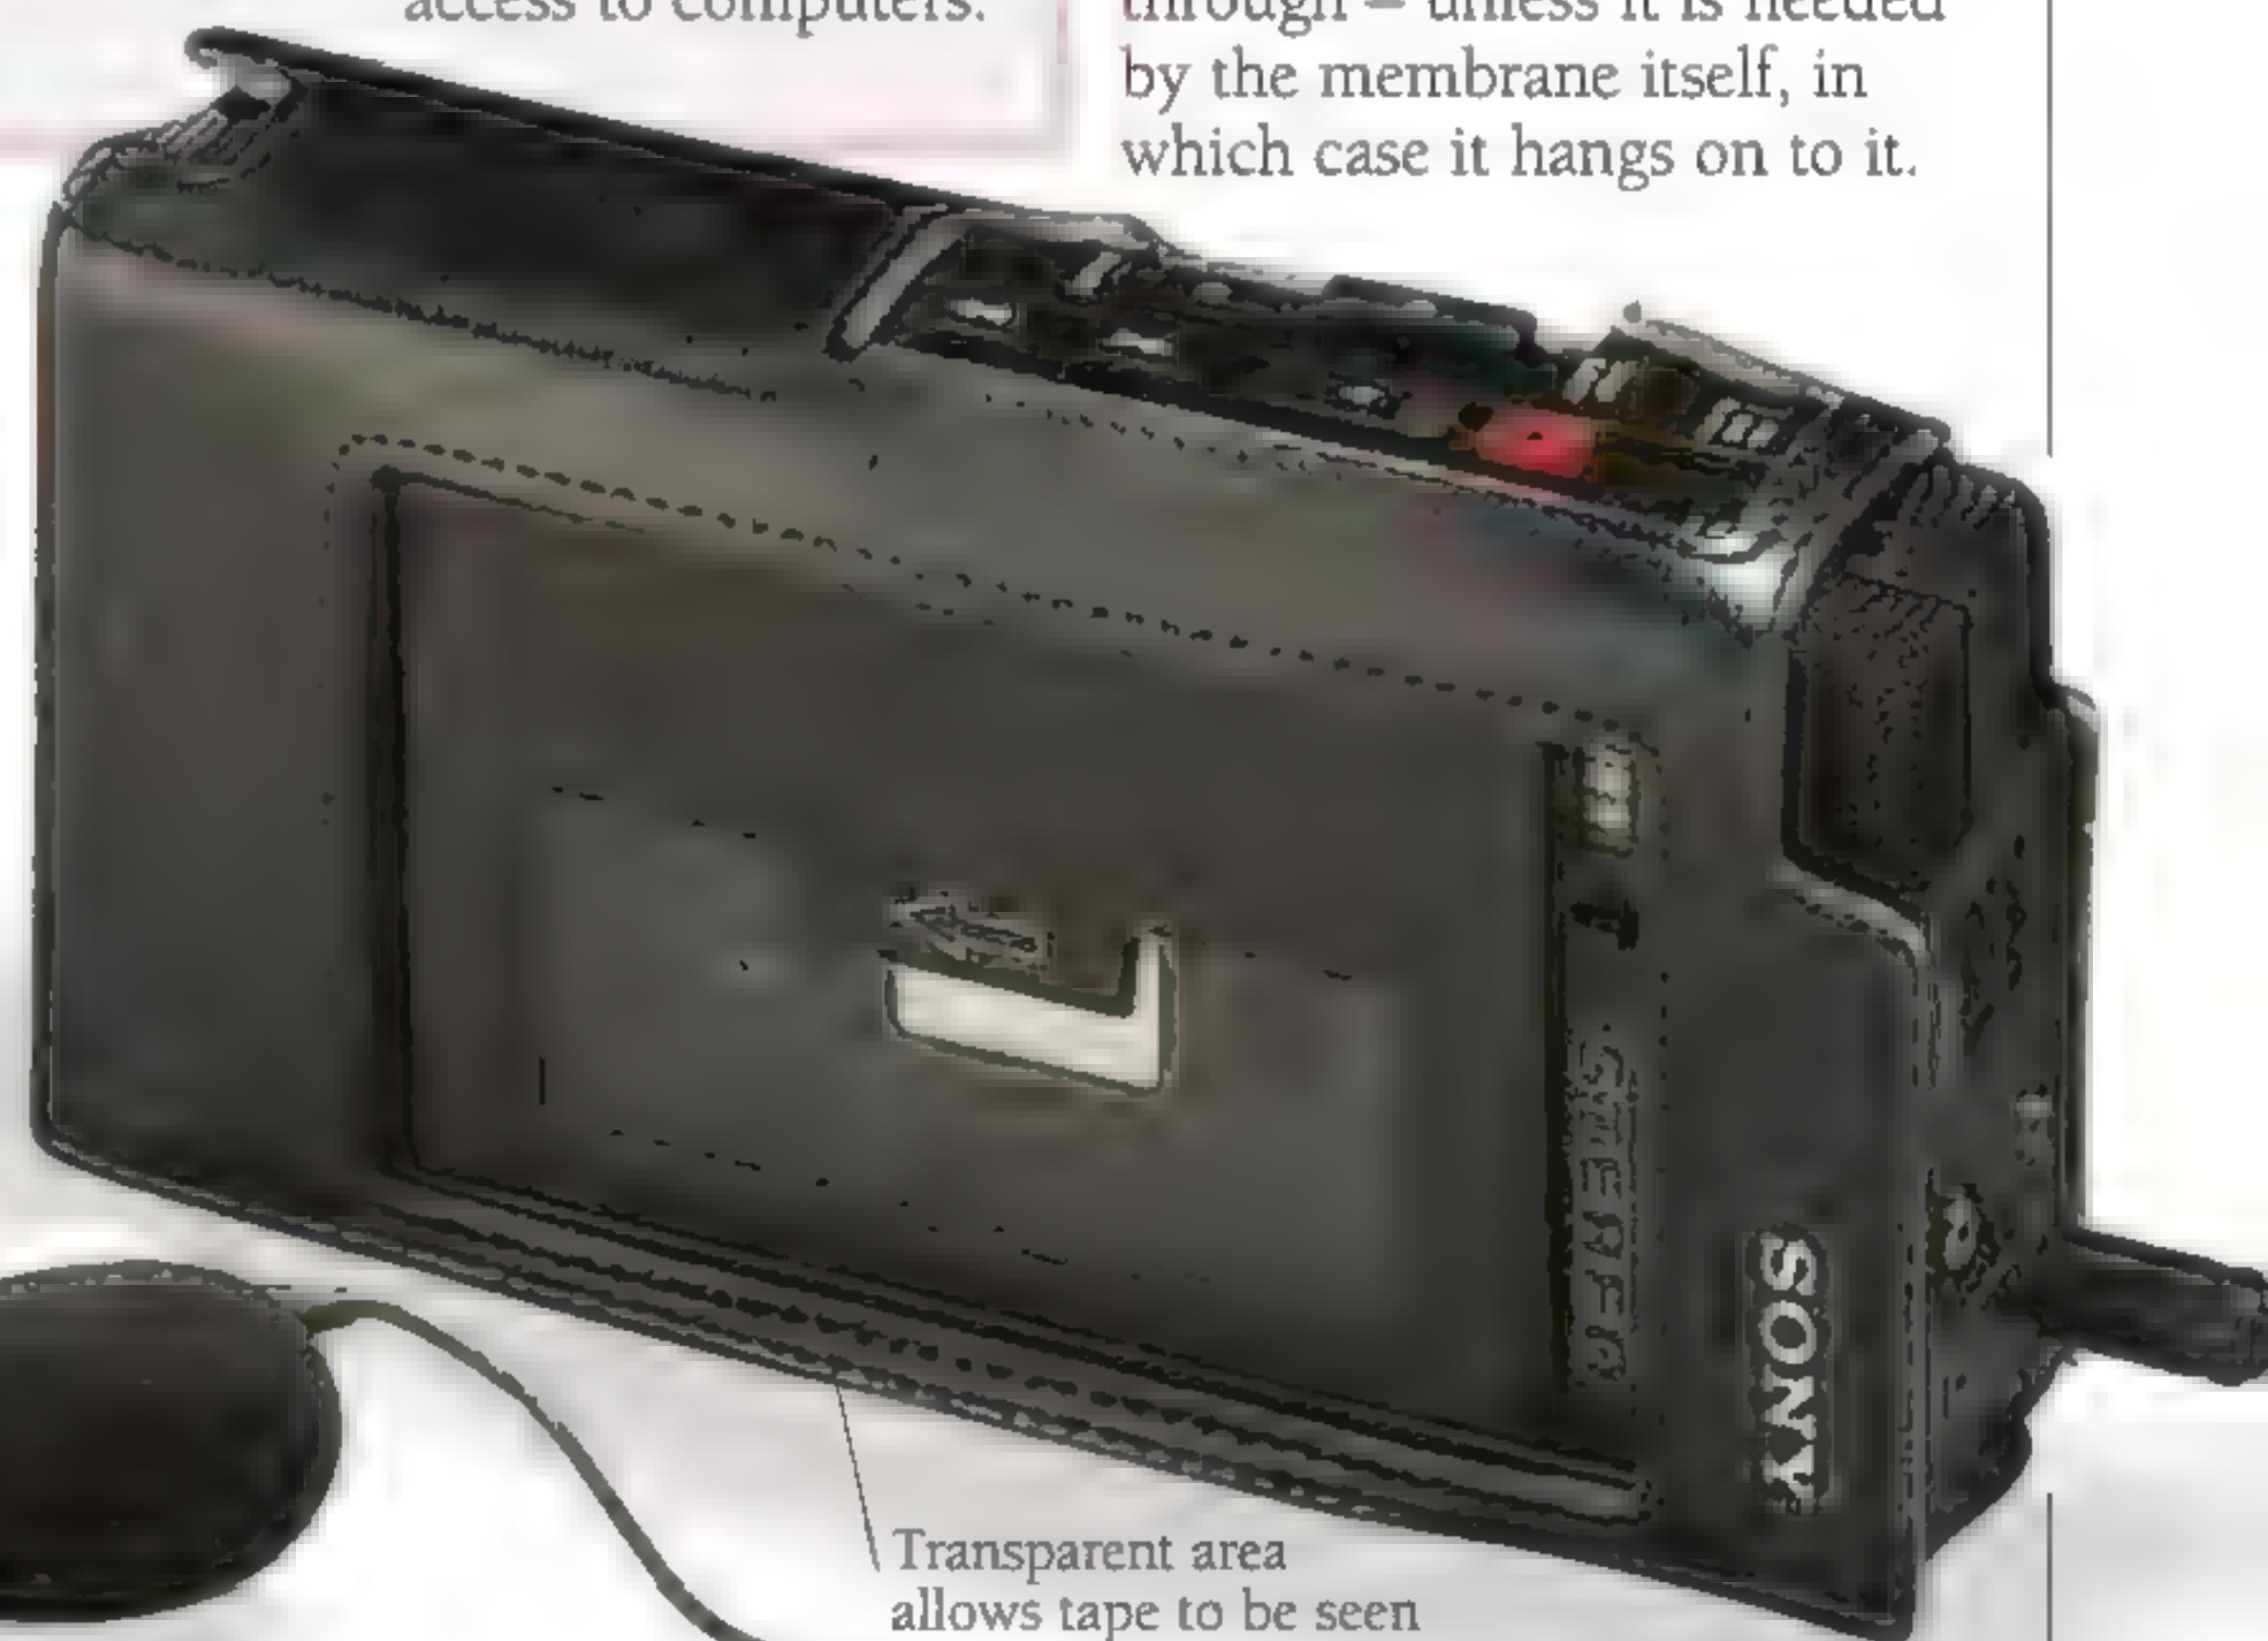 access to computers.
through – unless it is needed
by the membrane itself, in
which case it hangs on to it.
STEREO
SONY
Transparent area
allows tape to be seen